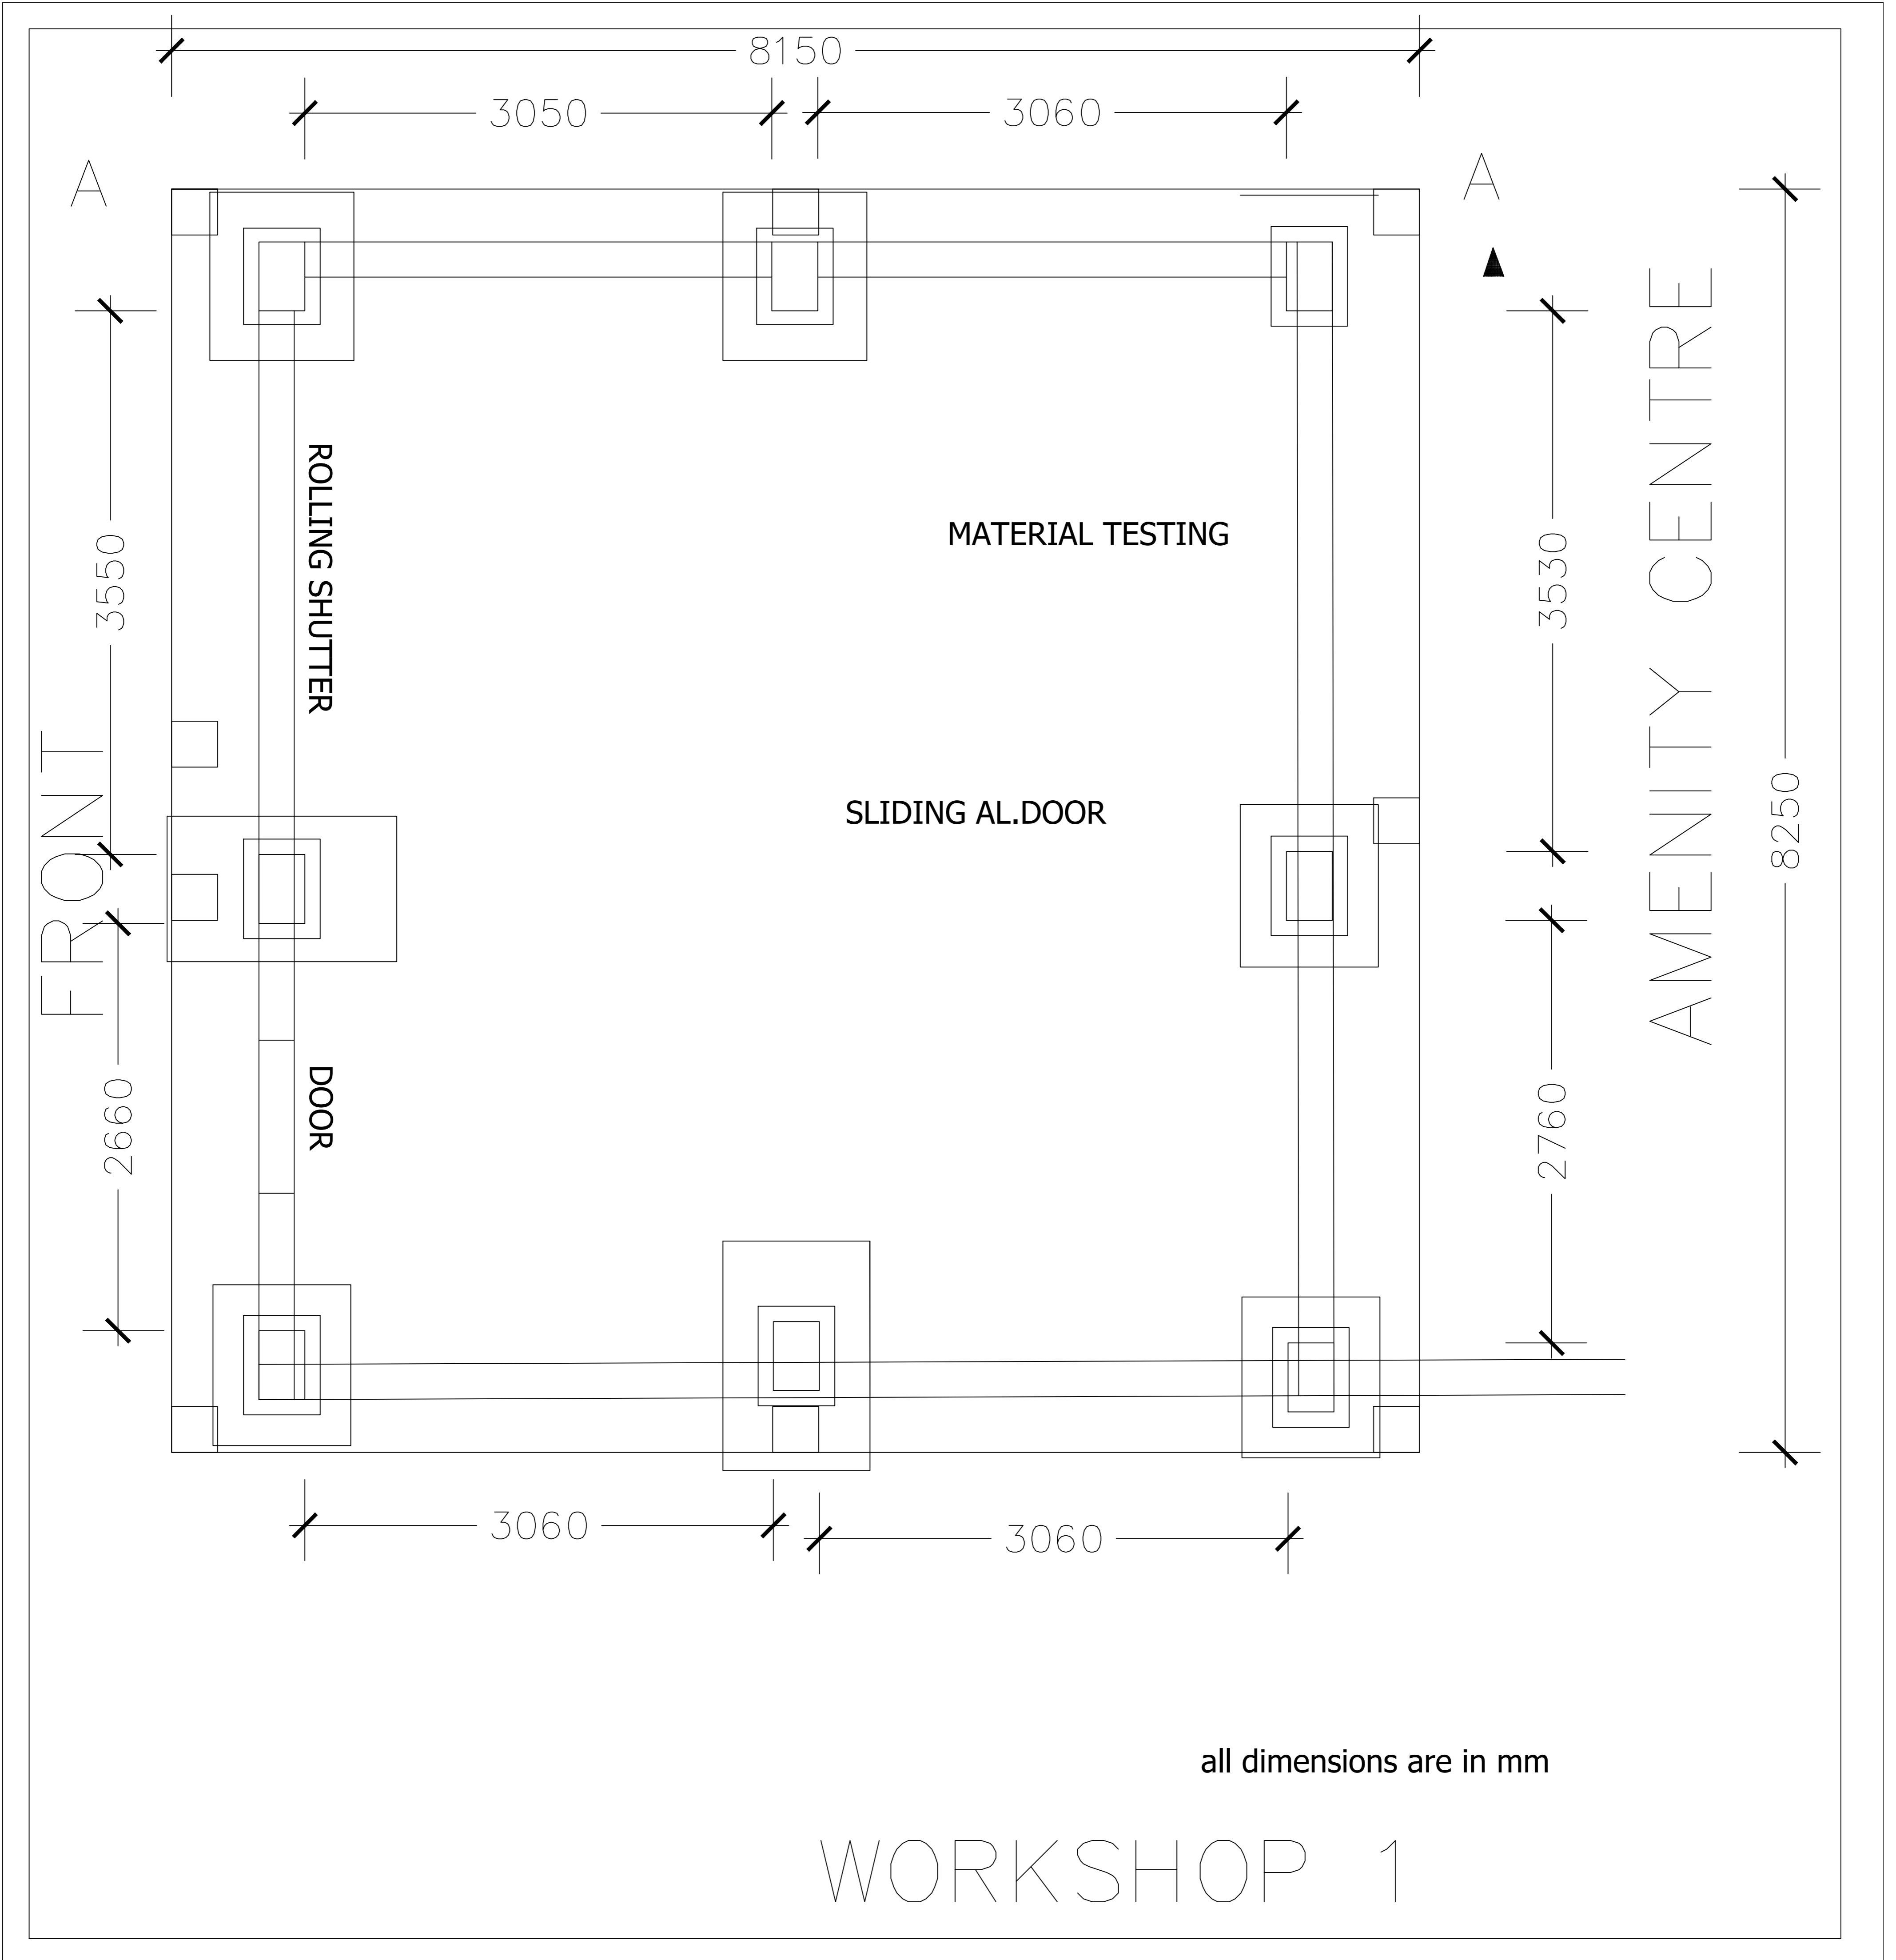 8150
3050
3060
A
A
AMENITY CENTRE
ROLLING SHUTTER
MATERIAL TESTING
3550
3530
SLIDING AL.DOOR
8250
FRONT
DOOR
2660
2760
3060
3060
all dimensions are in mm
WORKSHOP 1